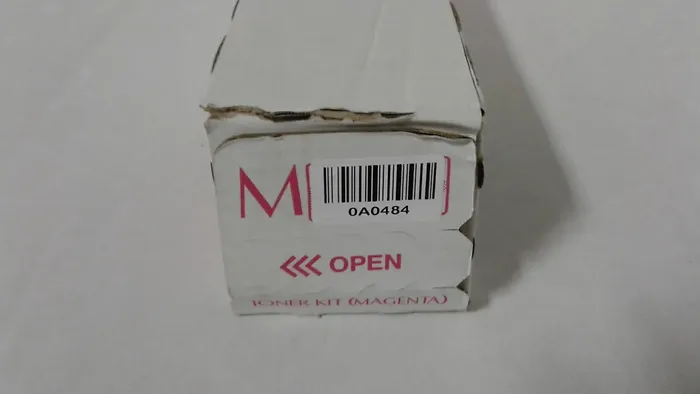 M
0A0484
<<< OPEN
TONER KIT (MAGENTA)